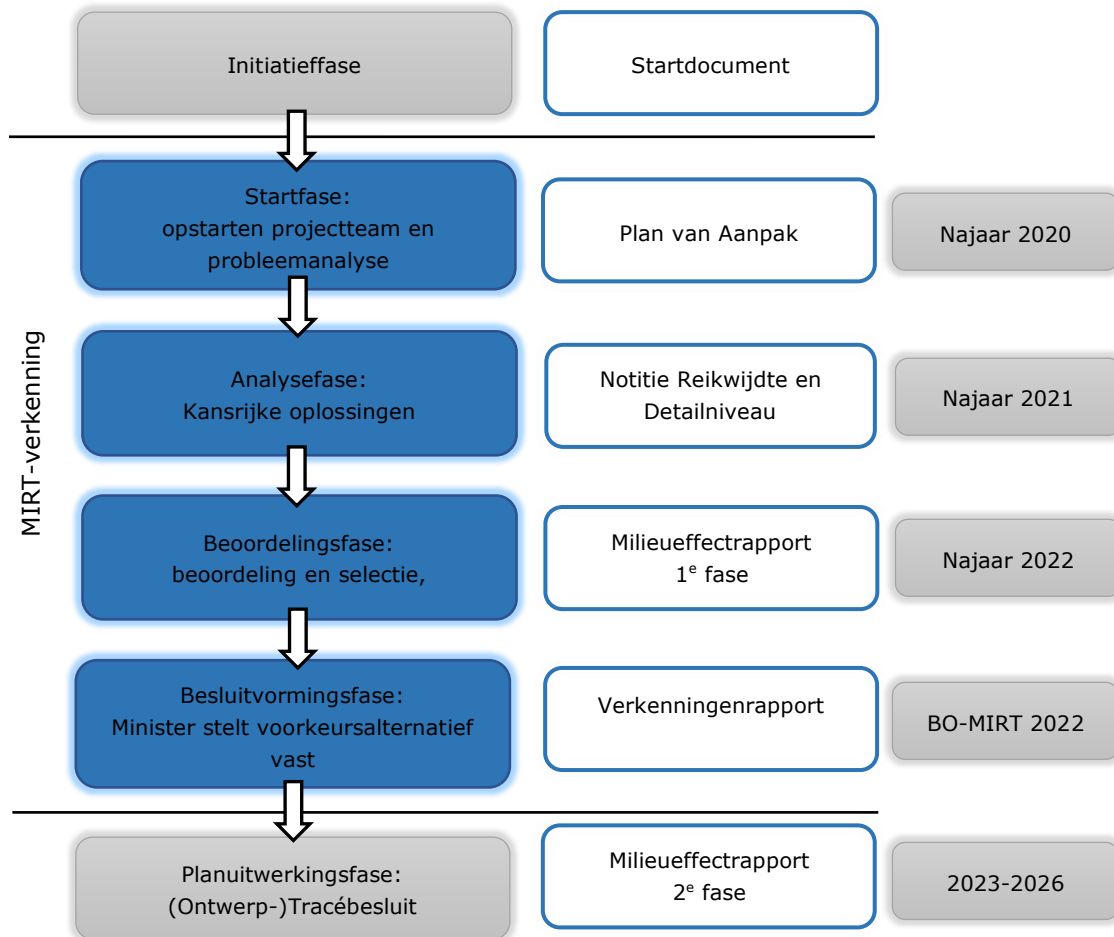 Initiatieffase
Startdocument
MIRT-verkenning
Startfase:
opstarten projectteam en
probleemanalyse
Plan van Aanpak
Najaar 2020
Analysefase:
Kansrijke oplossingen
Notitie Reikwijdte en
Detailniveau
Najaar 2021
Beoordelingsfase:
beoordeling en selectie,
Milieueffectrapport
1e fase
Najaar 2022
Besluitvormingsfase:
Minister stelt voorkeursalternatief
vast
Verkenningenrapport
BO-MIRT 2022
Planuitwerkingsfase:
(Ontwerp-)Tracébesluit
Milieueffectrapport
2e fase
2023-2026